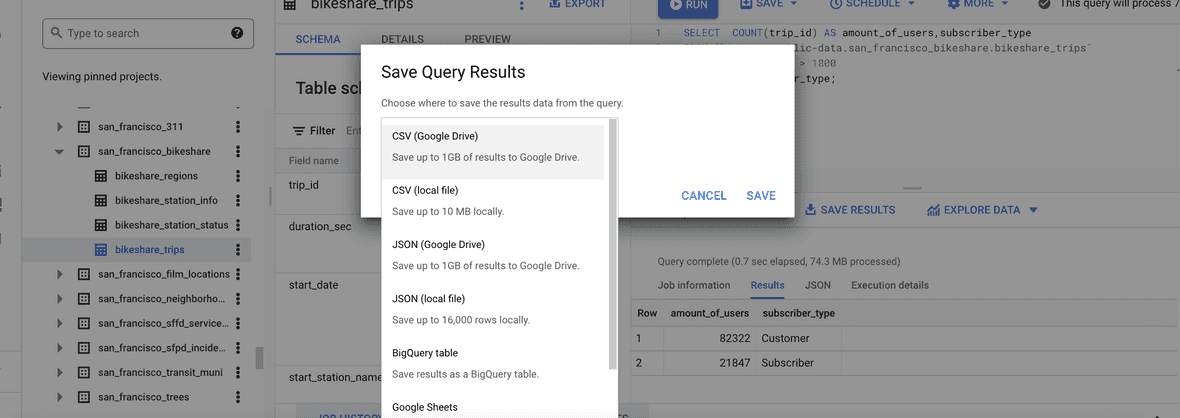 bikeshare_trips
EXPORT
RUN
SAVE
SCHEDULE
MORE
This query will process 7
Type to search
Viewing pinned projects.
san_francisco_311
san_francisco_bikeshare
bikeshare_regions
bikeshare_station_info
bikeshare_station_status
bikeshare_trips
san_francisco_film_locations
san_francisco_neighborho...
san_francisco_sffd_service...
san_francisco_sfpd_incide...
san_francisco_transit_muni
san_francisco_trees
SCHEMA
DETAILS
PREVIEW
Table sch
Filter
Field name
trip_id
duration_sec
start_date
start_station_name
JOB HISTORY
1 SELECT COUNT(trip_id) AS amount_of_users,subscriber_type
lic-data.san_francisco_bikeshare.bikeshare_trips`
> 1800
er_type;
Save Query Results
Choose where to save the results data from the query.
CSV (Google Drive)
Save up to 1GB of results to Google Drive.
CSV (local file)
Save up to 10 MB locally.
JSON (Google Drive)
Save up to 1GB of results to Google Drive.
JSON (local file)
Save up to 16,000 rows locally.
BigQuery table
Save results as a BigQuery table.
Google Sheets
CANCEL
SAVE
SAVE RESULTS
EXPLORE DATA
Query complete (0.7 sec elapsed, 74.3 MB processed)
Job information
Results
JSON
Execution details
Row amount_of_users subscriber_type
1 82322 Customer
2 21847 Subscriber